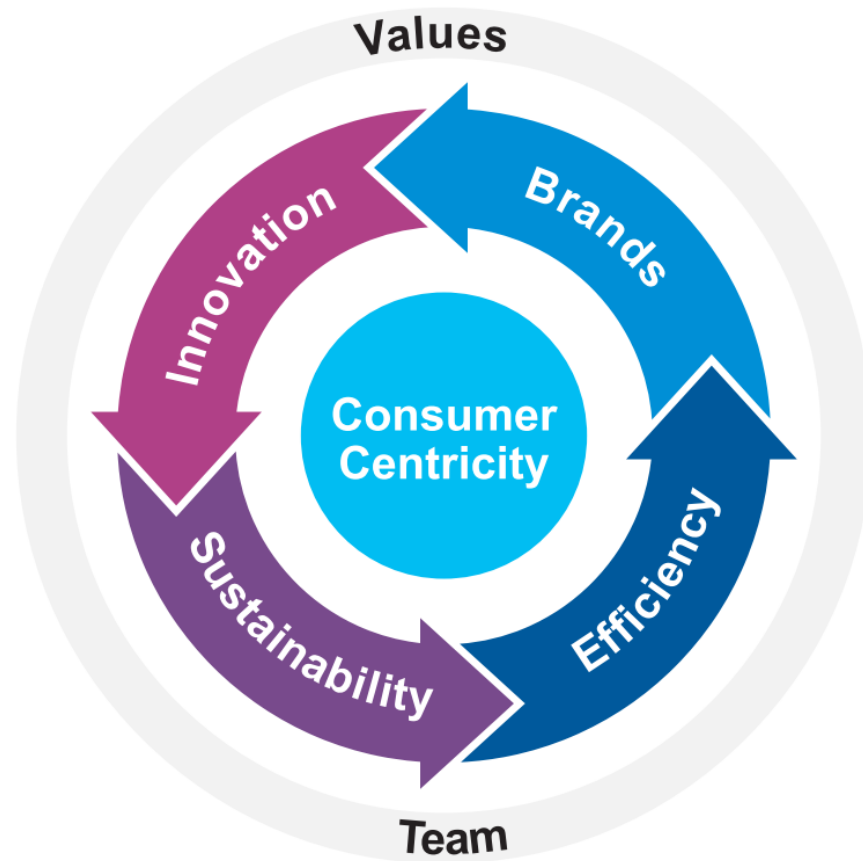 Values
Brands
Innovation
Consumer
Centricity
Sustainability
Efficiency
Team